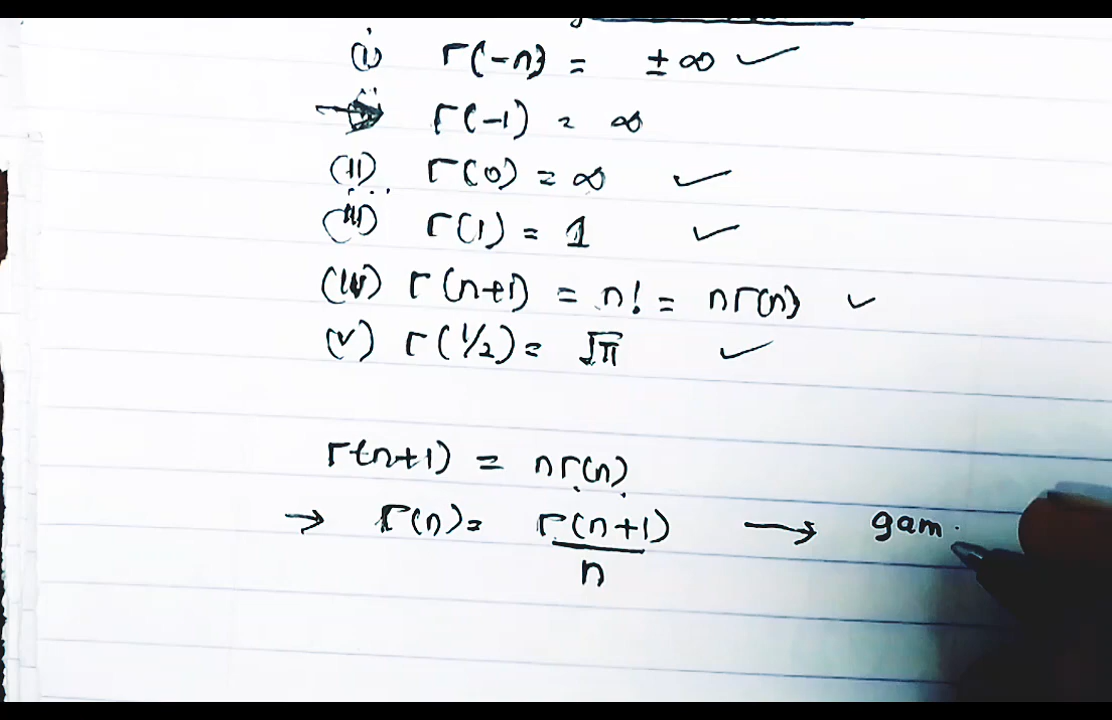 (i) Γ(-n) = ± ∞ ✓
→ Γ(-1) = ∞
(ii) Γ(0) = ∞ ✓
(iii) Γ(1) = 1 ✓
(iv) Γ(n+1) = n! = nΓ(n) ✓
(v) Γ(1/2) = √π ✓
Γ(n+1) = nΓ(n)
→ Γ(n) = Γ(n+1)/n → gam